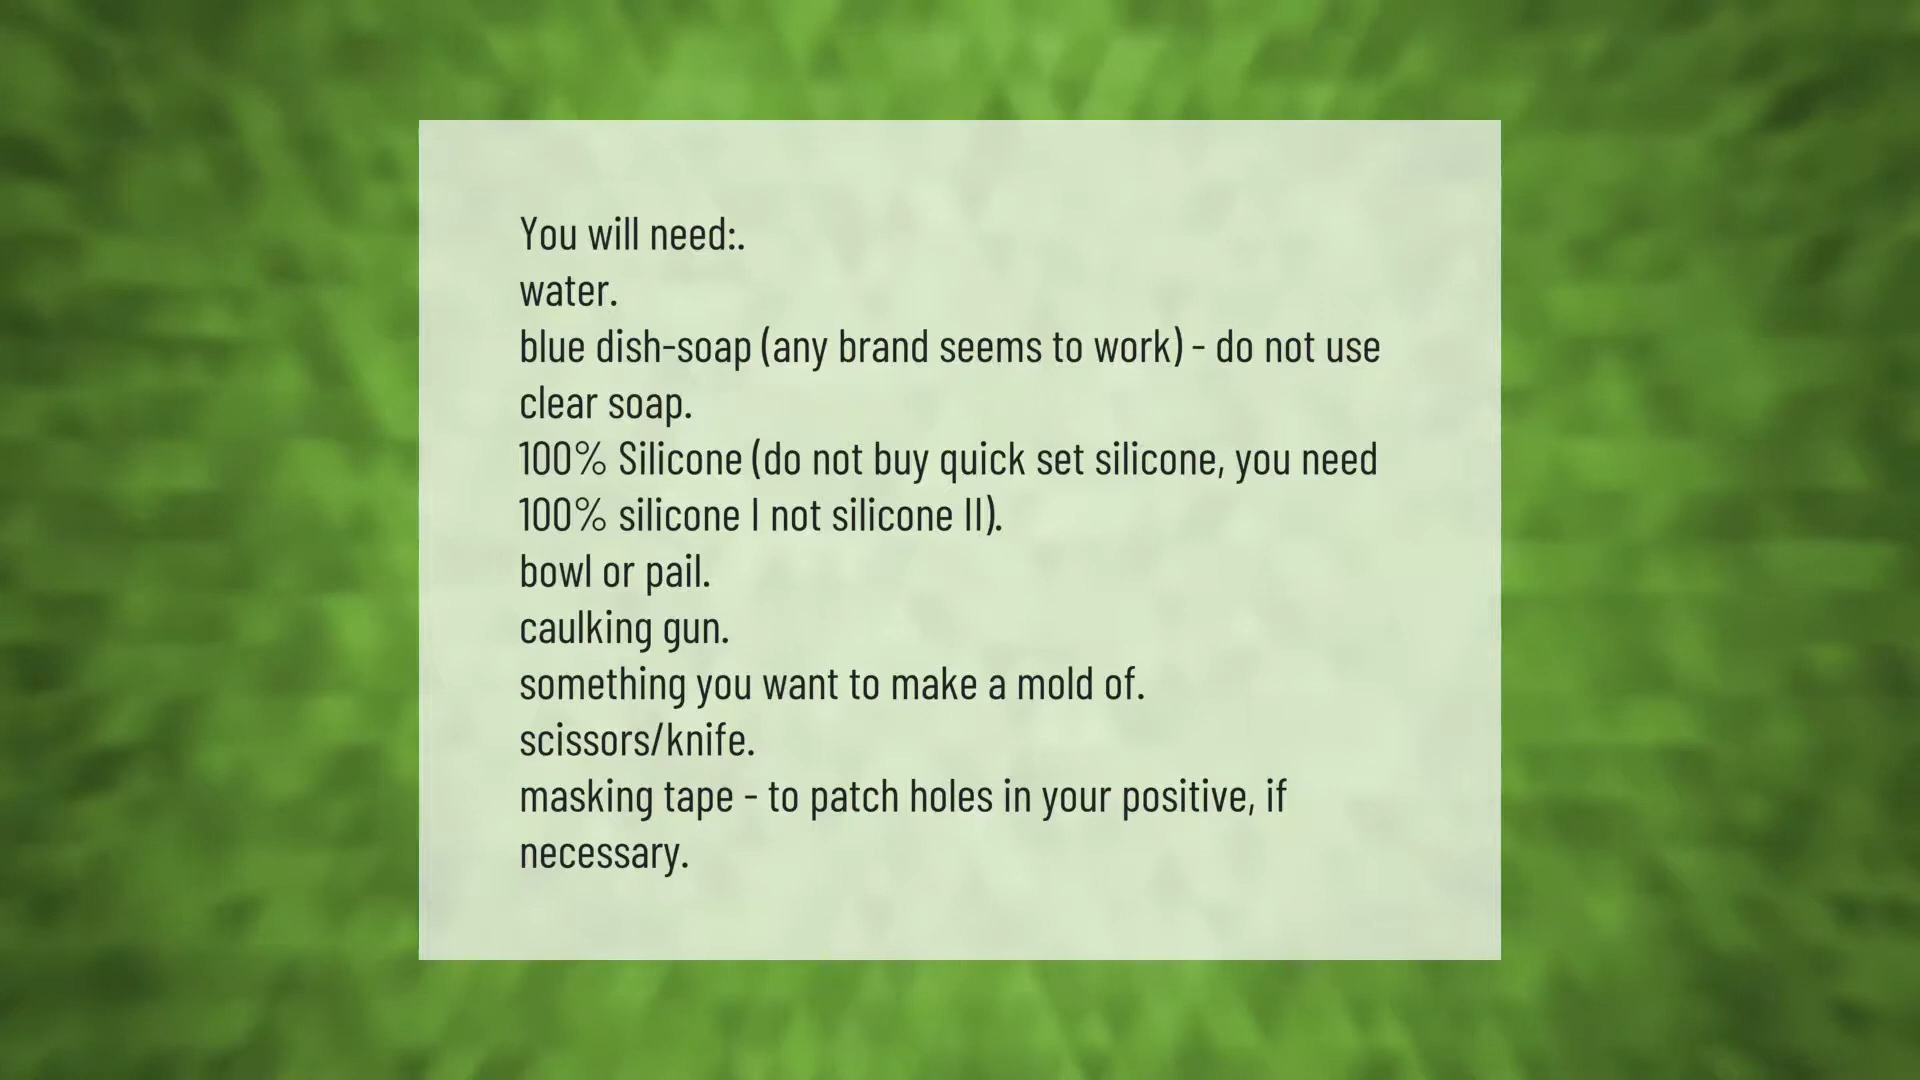 You will need:.
water.
blue dish-soap (any brand seems to work) - do not use
clear soap.
100% Silicone (do not buy quick set silicone, you need
100% silicone I not silicone II).
bowl or pail.
caulking gun.
something you want to make a mold of.
scissors/knife.
masking tape - to patch holes in your positive, if
necessary.